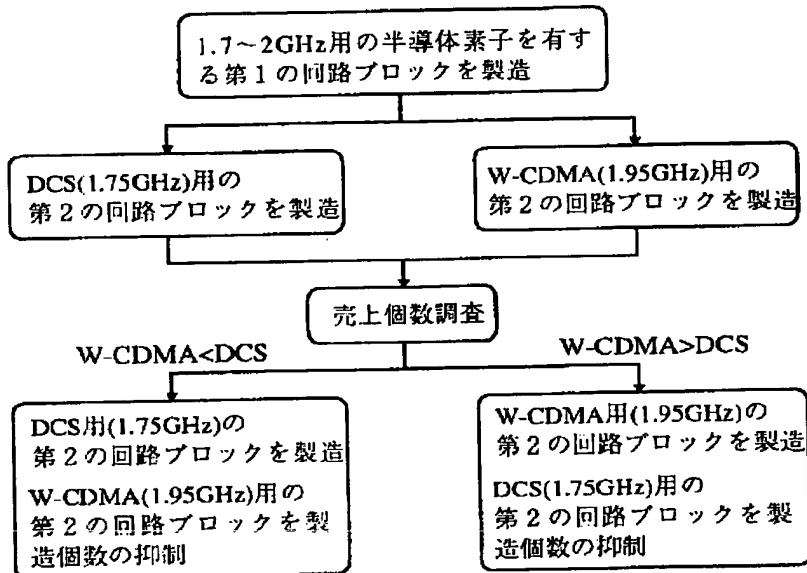 1.7～2GHz用の半導体素子を有す
る第1の回路ブロックを製造
DCS(1.75GHz)用の
第2の回路ブロックを製造
W-CDMA(1.95GHz)用の
第2の回路ブロックを製造
売上個数調査
W-CDMA<DCS
W-CDMA>DCS
DCS用(1.75GHz)の
第2の回路ブロックを製造
W-CDMA(1.95GHz)用の
第2の回路ブロックを製
造個数の抑制
W-CDMA用(1.95GHz)の
第2の回路ブロックを製造
DCS(1.75GHz)用の
第2の回路ブロックを製
造個数の抑制